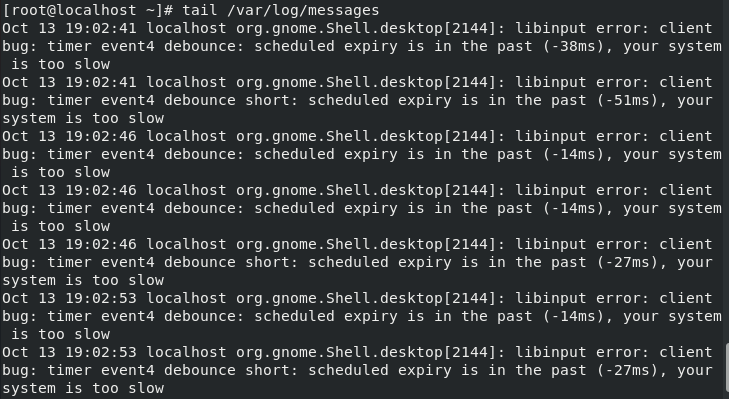 [root@localhost ~]# tail /var/log/messages
Oct 13 19:02:41 localhost org.gnome.Shell.desktop[2144]: libinput error: client
bug: timer event4 debounce: scheduled expiry is in the past (-38ms), your system
is too slow
Oct 13 19:02:41 localhost org.gnome.Shell.desktop[2144]: libinput error: client
bug: timer event4 debounce short: scheduled expiry is in the past (-51ms), your
system is too slow
Oct 13 19:02:46 localhost org.gnome.Shell.desktop[2144]: libinput error: client
bug: timer event4 debounce: scheduled expiry is in the past (-14ms), your system
is too slow
Oct 13 19:02:46 localhost org.gnome.Shell.desktop[2144]: libinput error: client
bug: timer event4 debounce: scheduled expiry is in the past (-14ms), your system
is too slow
Oct 13 19:02:46 localhost org.gnome.Shell.desktop[2144]: libinput error: client
bug: timer event4 debounce short: scheduled expiry is in the past (-27ms), your
system is too slow
Oct 13 19:02:53 localhost org.gnome.Shell.desktop[2144]: libinput error: client
bug: timer event4 debounce: scheduled expiry is in the past (-14ms), your system
is too slow
Oct 13 19:02:53 localhost org.gnome.Shell.desktop[2144]: libinput error: client
bug: timer event4 debounce short: scheduled expiry is in the past (-27ms), your
system is too slow